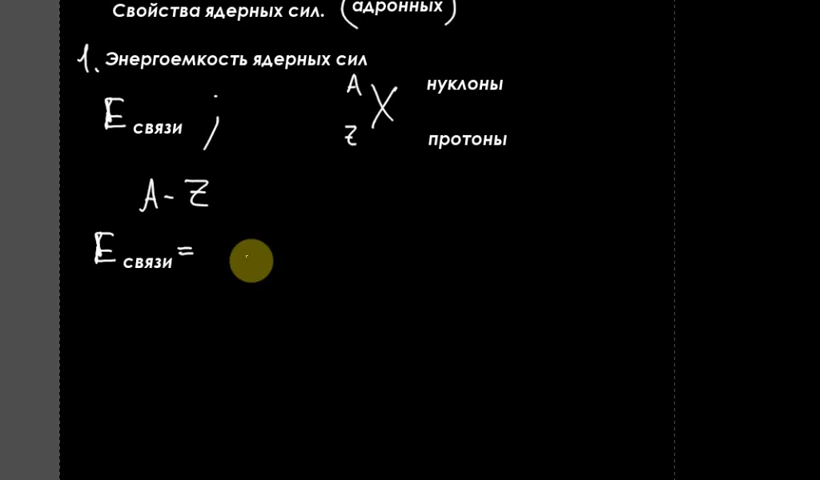 Свойства ядерных сил. (адронных)
1. Энергоемкость ядерных сил
A нуклоны
E связи ; X
Z протоны
A - Z
E связи =